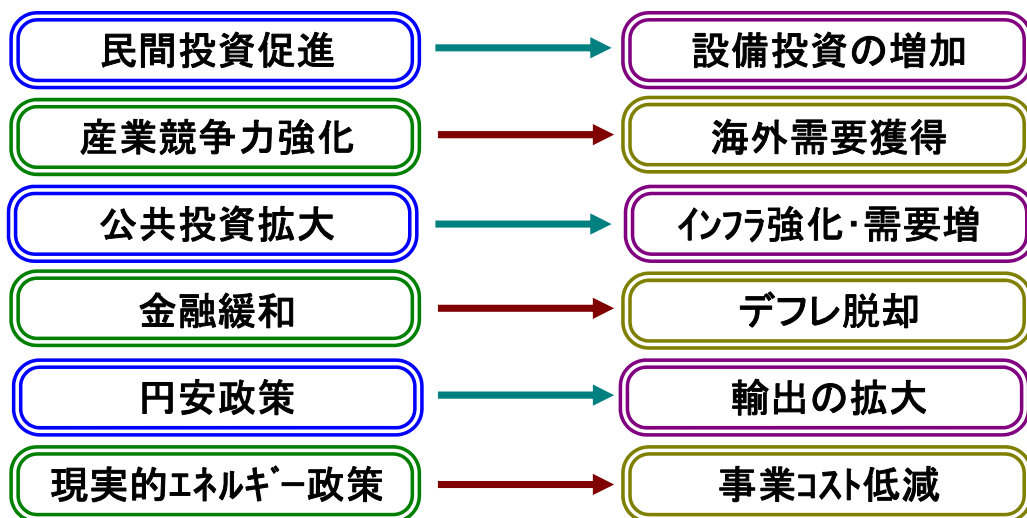 民間投資促進
設備投資の増加
産業競争力強化
海外需要獲得
公共投資拡大
インフラ強化・需要増
金融緩和
デフレ脱却
円安政策
輸出の拡大
現実的エネルギー政策
事業コスト低減